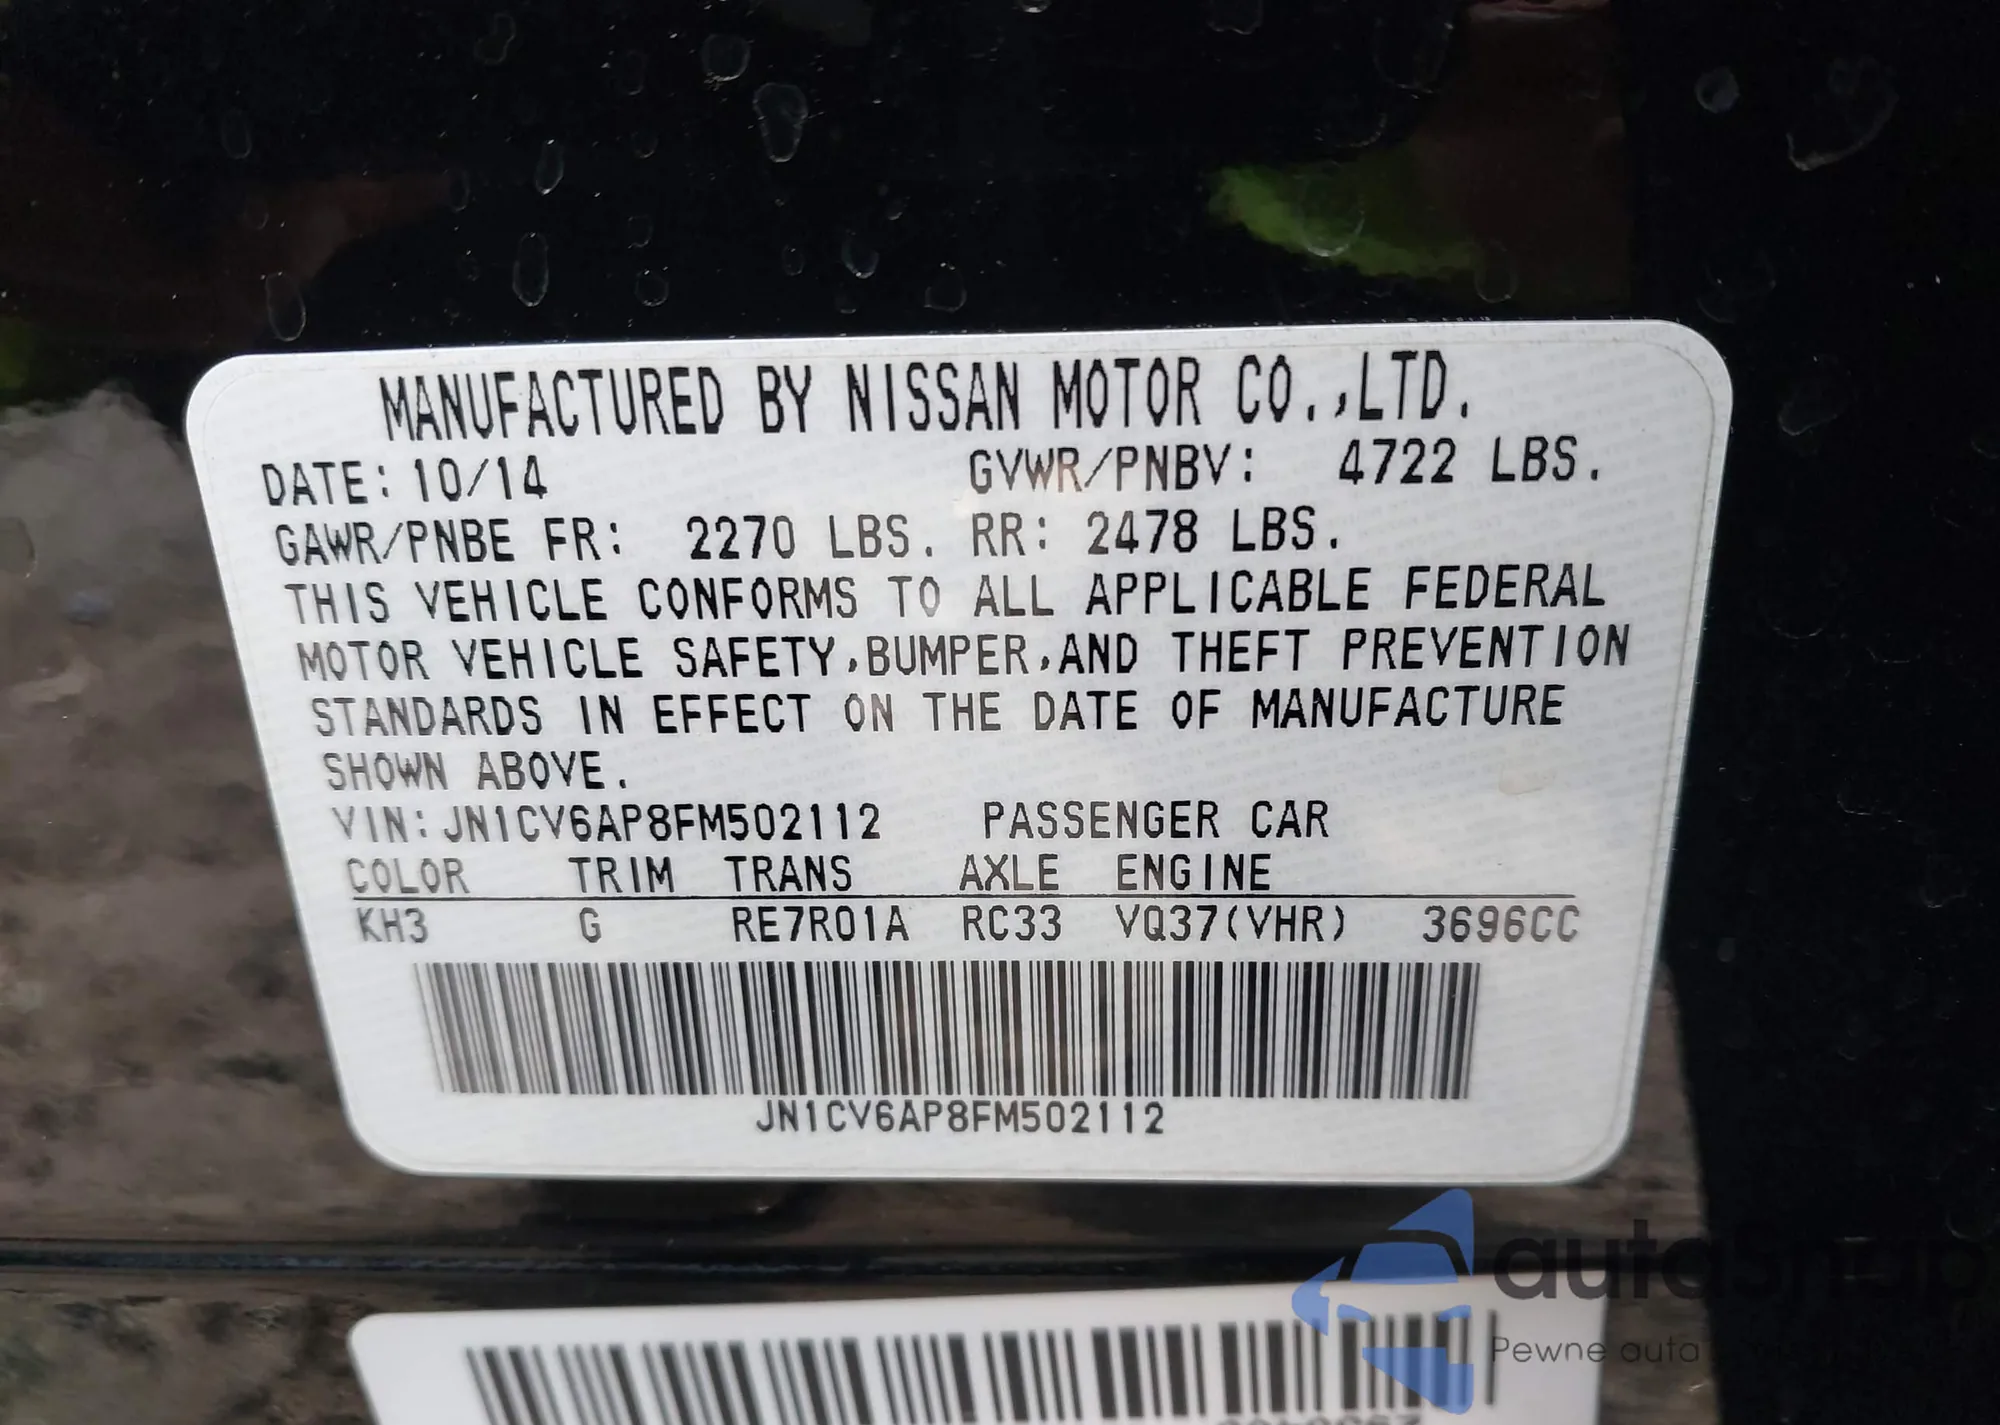 MANUFACTURED BY NISSAN MOTOR CO.,LTD.
DATE: 10/14 GVWR/PNBV: 4722 LBS.
GAWR/PNBE FR: 2270 LBS. RR: 2478 LBS.
THIS VEHICLE CONFORMS TO ALL APPLICABLE FEDERAL
MOTOR VEHICLE SAFETY,BUMPER,AND THEFT PREVENTION
STANDARDS IN EFFECT ON THE DATE OF MANUFACTURE
SHOWN ABOVE.
VIN: JN1CV6AP8FM502112 PASSENGER CAR
COLOR TRIM TRANS AXLE ENGINE
KH3 G RE7R01A RC33 VQ37(VHR) 3696CC
JN1CV6AP8FM502112
autosnap
Pewne auta